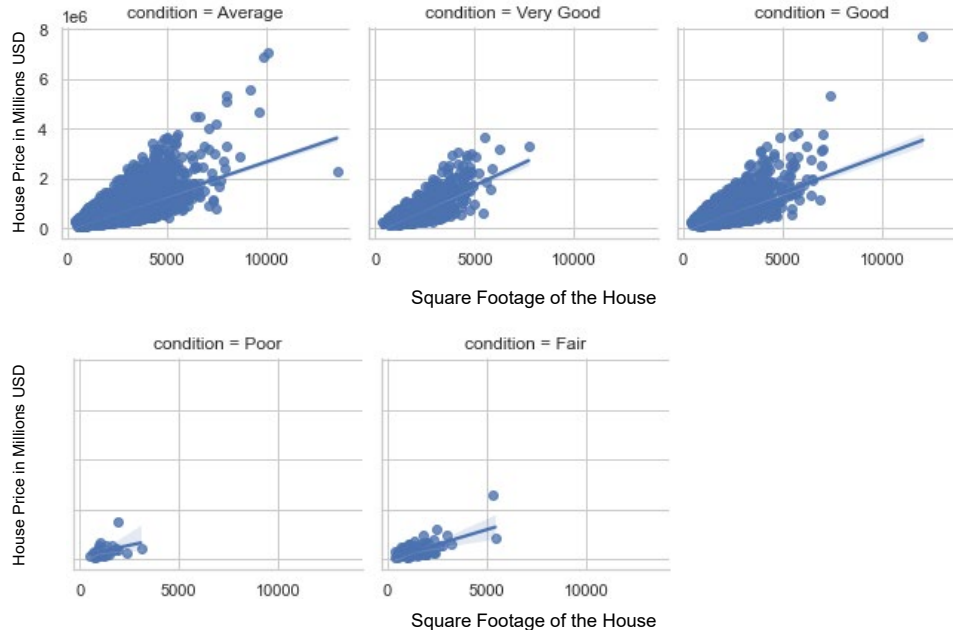 condition = Average
condition = Very Good
condition = Good
1e6
House Price in Millions USD
8
6
4
2
0
0 5000 10000
0 5000 10000
0 5000 10000
Square Footage of the House
condition = Poor
condition = Fair
House Price in Millions USD
0 5000 10000
0 5000 10000
Square Footage of the House